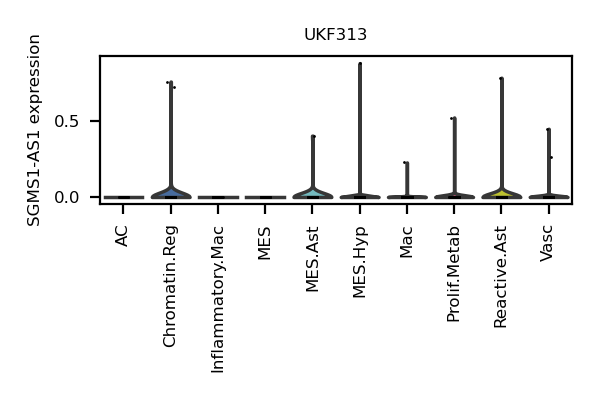 UKF313
SGMS1-AS1 expression
0.5
0.0
AC
Chromatin.Reg
Inflammatory.Mac
MES
MES.Ast
MES.Hyp
Mac
Prolif.Metab
Reactive.Ast
Vasc